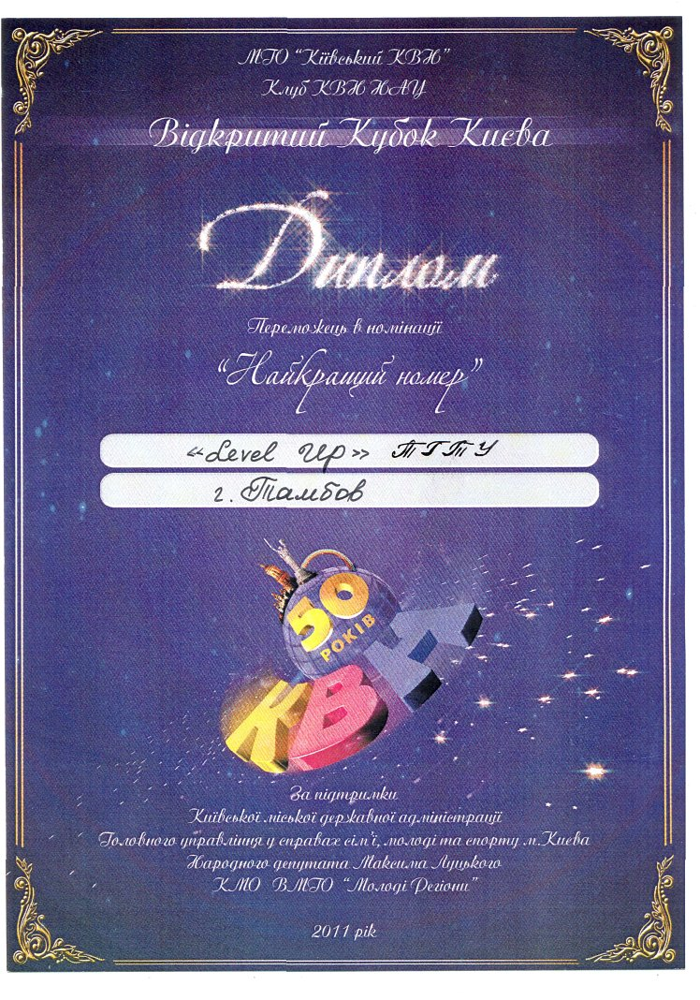 МГО “Київський КВН”
Клуб КВН НАУ
Відкритий Кубок Києва
Диплом
Переможець в номінації
“Найкращий номер”
«Level Up» ТГТУ
г. Тамбов
50
РОКІВ
КВН
За підтримки
Київської міської державної адміністрації
Головного управління у справах сім'ї, молоді та спорту м.Києва
Народного депутата Максима Луцького
КМО ВМГО “Молоді Регіони”
2011 рік